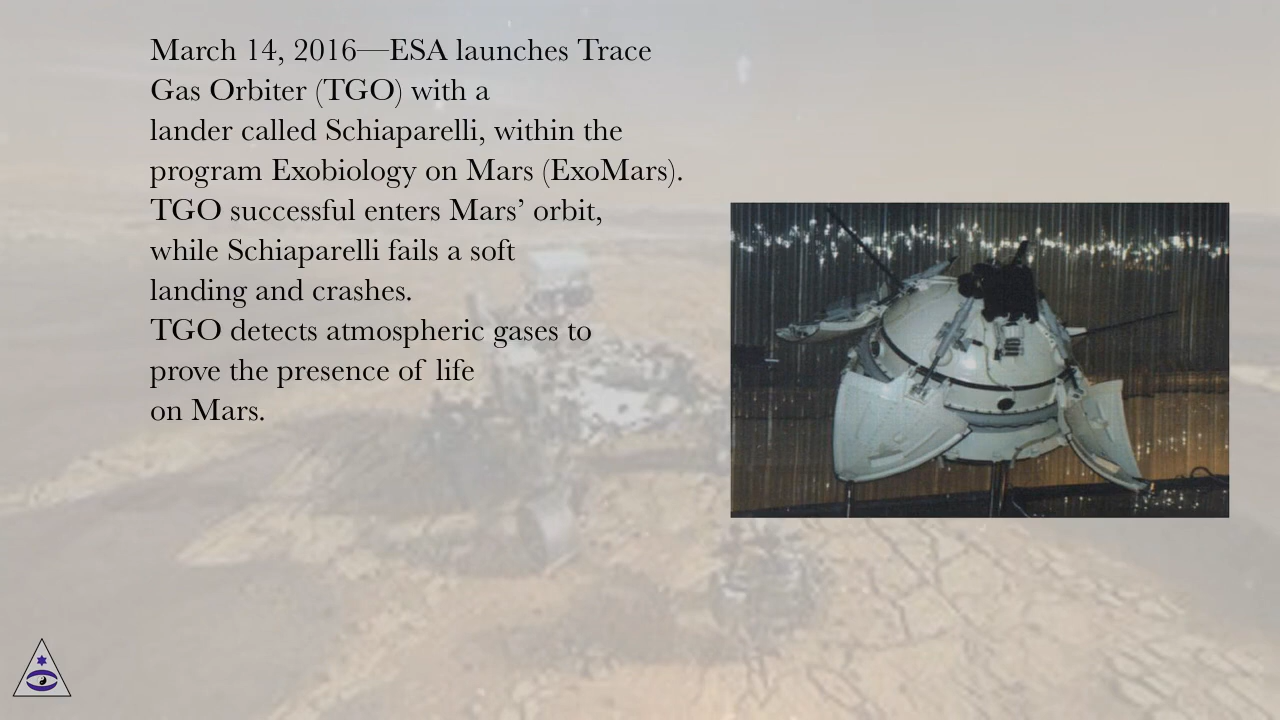 March 14, 2016—ESA launches Trace
Gas Orbiter (TGO) with a
lander called Schiaparelli, within the
program Exobiology on Mars (ExoMars).
TGO successful enters Mars’ orbit,
while Schiaparelli fails a soft
landing and crashes.
TGO detects atmospheric gases to
prove the presence of life
on Mars.